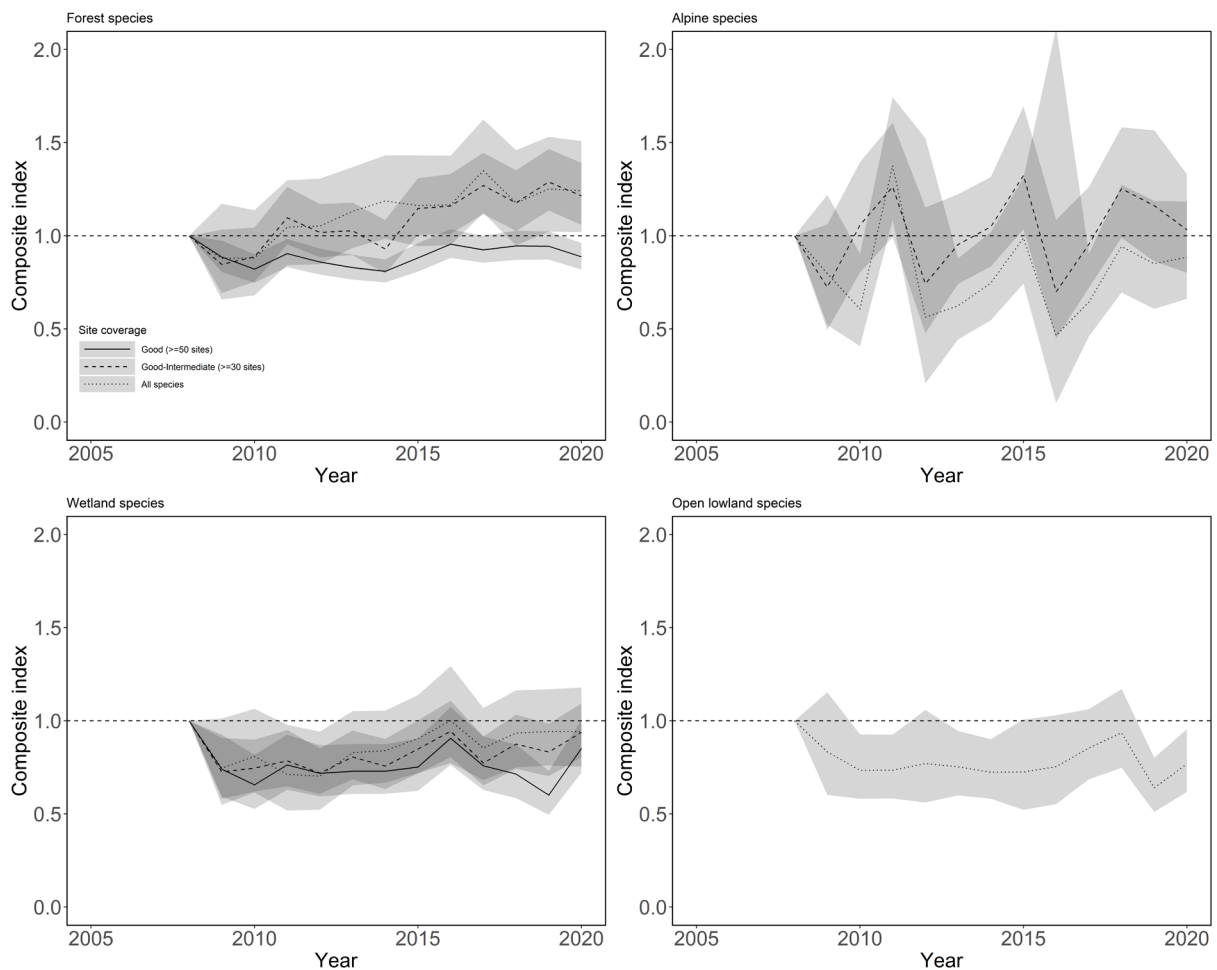 Forest species
Composite index
2.0
1.5
1.0
0.5
0.0
Site coverage
Good (>=50 sites)
Good-Intermediate (>=30 sites)
All species
2005 2010 2015 2020
Year
Alpine species
Composite index
2.0
1.5
1.0
0.5
0.0
2005 2010 2015 2020
Year
Wetland species
Composite index
2.0
1.5
1.0
0.5
0.0
2005 2010 2015 2020
Year
Open lowland species
Composite index
2.0
1.5
1.0
0.5
0.0
2005 2010 2015 2020
Year